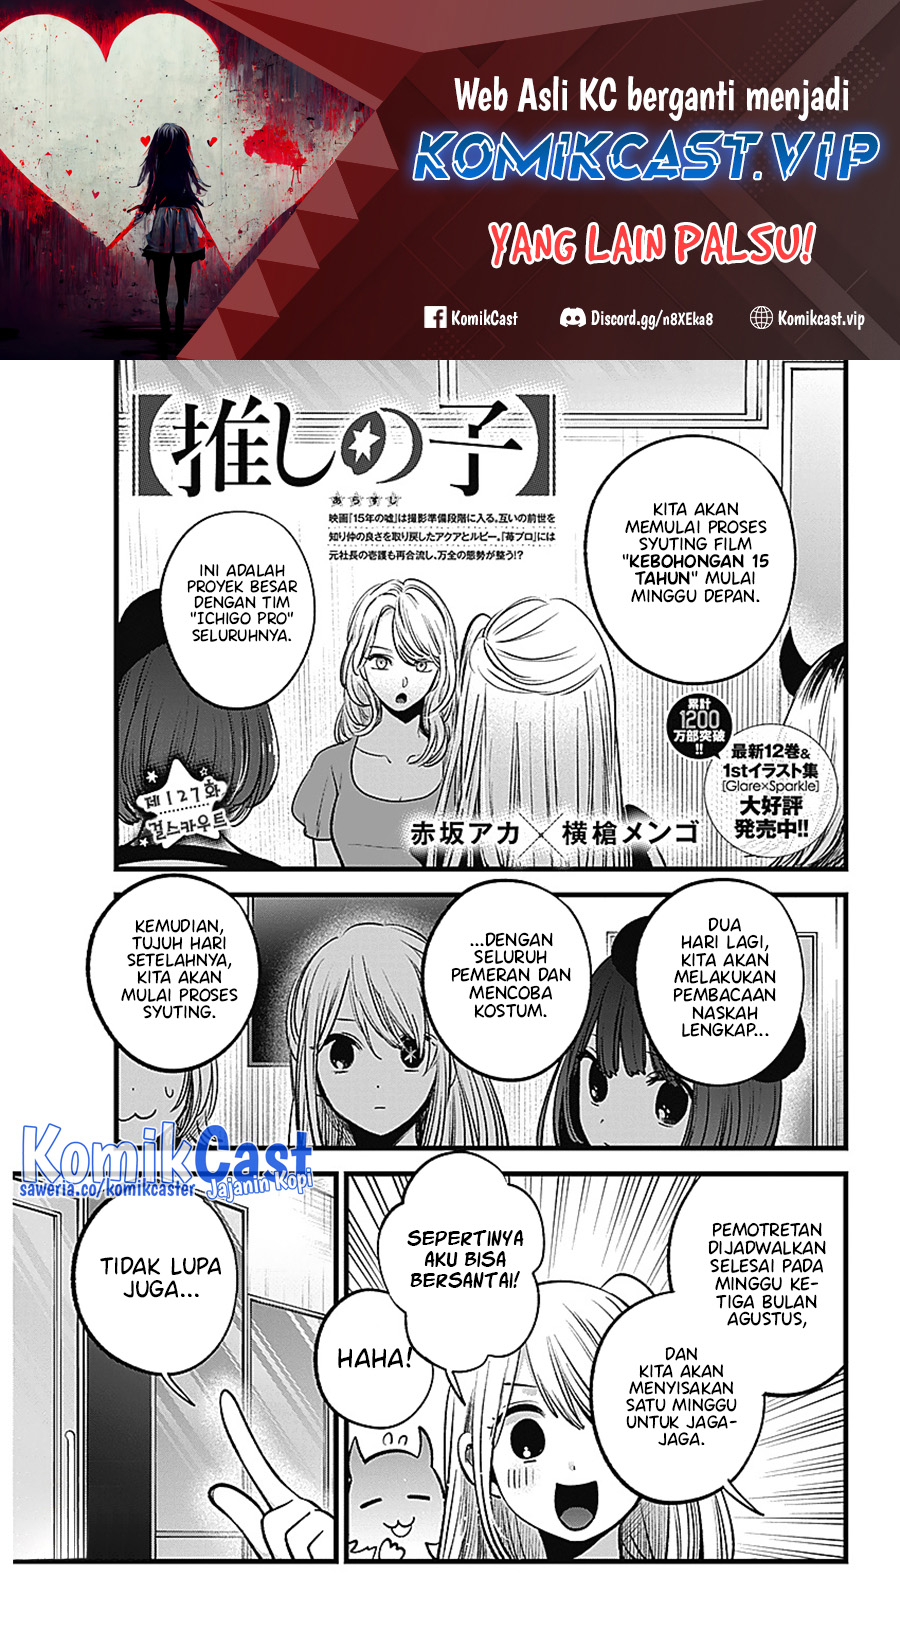 Web Asli KC berganti menjadi
KOMIKCAST.VIP
YANG LAIN PALSU!
KomikCast
Discord.gg/n8XEka8
Komikcast.vip
【推しの子】
あらすじ
映画「15年の嘘」は撮影準備段階に入る。互いの前世を
知り仲の良さを取り戻したアクアとルビー。「苺プロ」には
元社長の壱護も再合流し、万全の態勢が整う!?
KITA AKAN
MEMULAI PROSES
SYUTING FILM
"KEBOHONGAN 15
TAHUN" MULAI
MINGGU DEPAN.
INI ADALAH
PROYEK BESAR
DENGAN TIM
"ICHIGO PRO"
SELURUHNYA.
累計
1200
万部突破
!!
最新12巻&
1stイラスト集
[Glare×Sparkle]
大好評
発売中!!
第127話
걸스카우트
赤坂アカ×横槍メンゴ
DUA
HARI LAGI,
KITA AKAN
MELAKUKAN
PEMBACAAN
NASKAH
LENGKAP...
...DENGAN
SELURUH
PEMERAN DAN
MENCOBA
KOSTUM.
KEMUDIAN,
TUJUH HARI
SETELAHNYA,
KITA AKAN
MULAI PROSES
SYUTING.
KomikCast
saweria.co/komikcaster
Jajanin Kopi
PEMOTRETAN
DIJADWALKAN
SELESAI PADA
MINGGU KE-
TIGA BULAN
AGUSTUS,
DAN
KITA AKAN
MENYISAKAN
SATU MINGGU
UNTUK JAGA-
JAGA.
SEPERTINYA
AKU BISA
BERSANTAI!
HAHA!
TIDAK LUPA
JUGA...